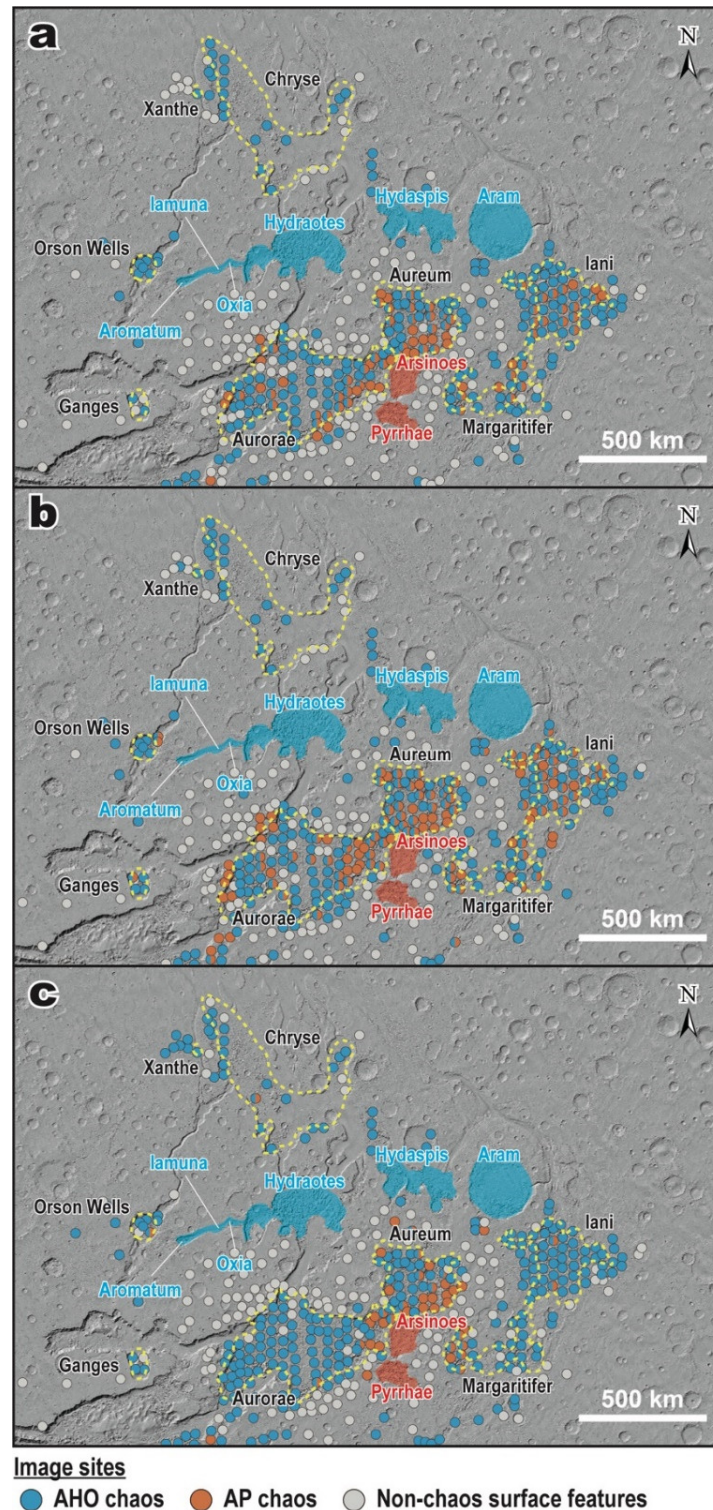 a
N
Chryse
Xanthe
Iamuna
Hydraotes
Hydaspis
Aram
Orson Wells
Aureum
Iani
Aromatum
Oxia
Arsinoes
Ganges
Aurorae
Pyrrhae
Margaritifer
500 km
b
N
Chryse
Xanthe
Iamuna
Hydraotes
Hydaspis
Aram
Orson Wells
Aureum
Iani
Aromatum
Oxia
Arsinoes
Ganges
Aurorae
Pyrrhae
Margaritifer
500 km
c
N
Chryse
Xanthe
Iamuna
Hydraotes
Hydaspis
Aram
Orson Wells
Aureum
Iani
Aromatum
Oxia
Arsinoes
Ganges
Aurorae
Pyrrhae
Margaritifer
500 km
Image sites
AHO chaos AP chaos Non-chaos surface features